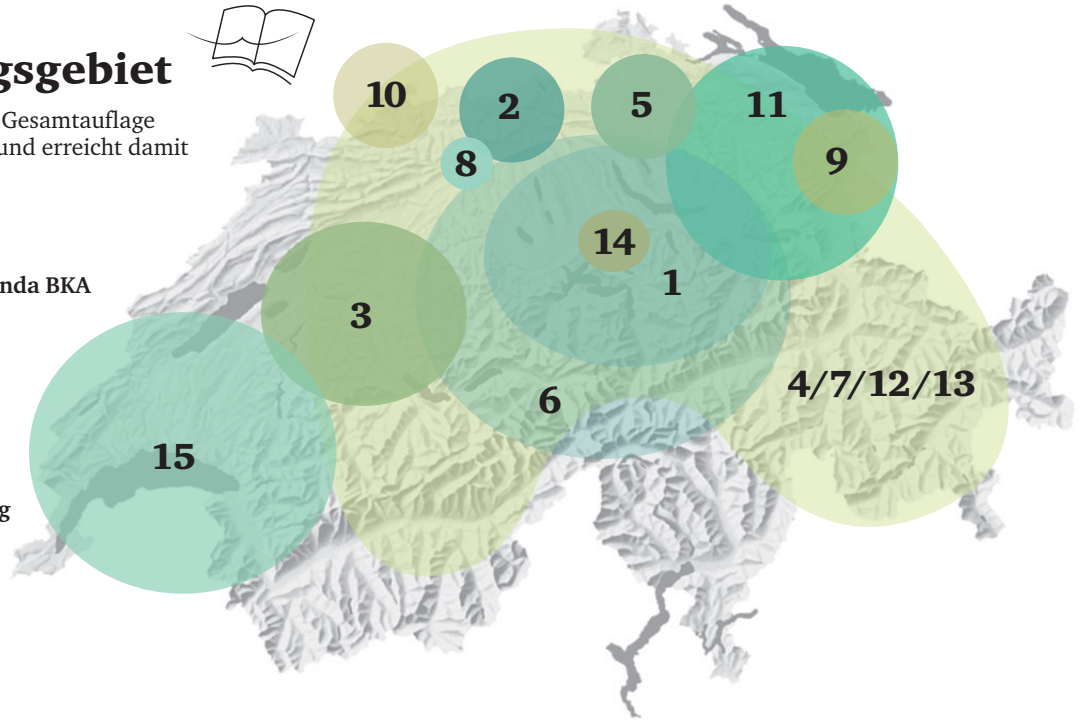 gsgebiet
Gesamtauflage
und erreicht damit
nda BKA
g
10
2
5
11
8
9
14
1
3
4/7/12/13
6
15